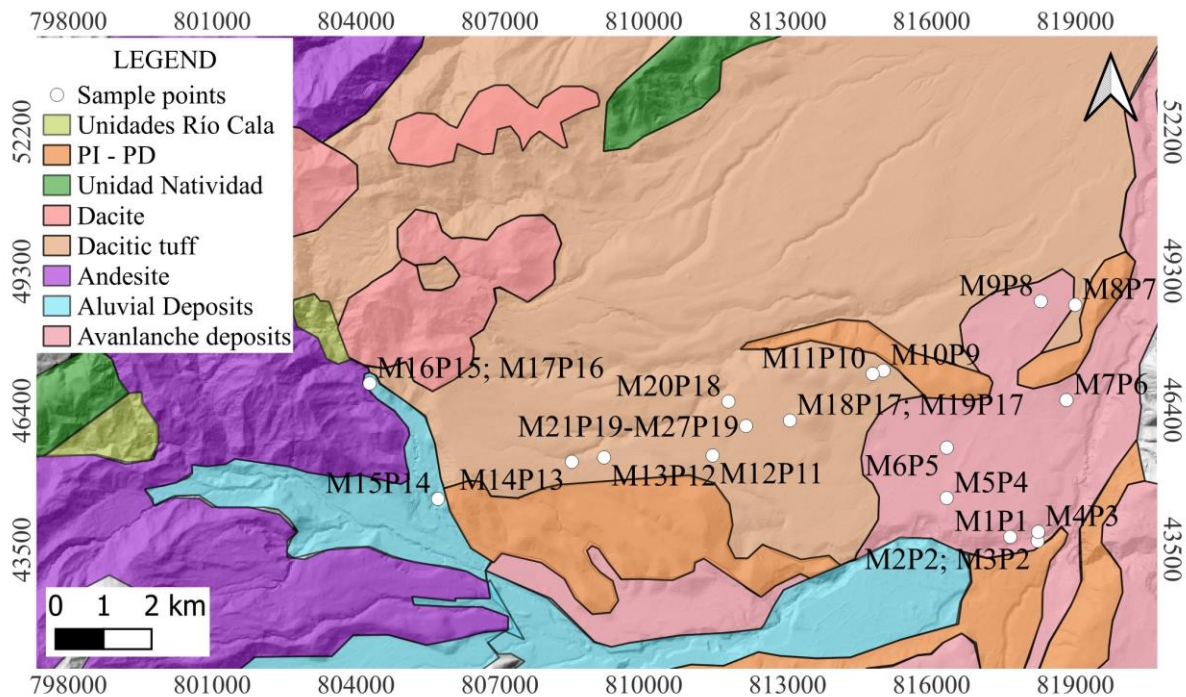 798000 801000 804000 807000 810000 813000 816000 819000
LEGEND
Sample points
Unidades Río Cala
PI - PD
Unidad Natividad
Dacite
Dacitic tuff
Andesite
Aluvial Deposits
Avanlanche deposits
52200
49300
46400
43500
52200
49300
46400
43500
M9P8
M8P7
M11P10
M10P9
M16P15; M17P16
M20P18
M7P6
M18P17; M19P17
M21P19-M27P19
M6P5
M15P14
M14P13
M13P12
M12P11
M5P4
M1P1
M4P3
M2P2; M3P2
0 1 2 km
798000 801000 804000 807000 810000 813000 816000 819000